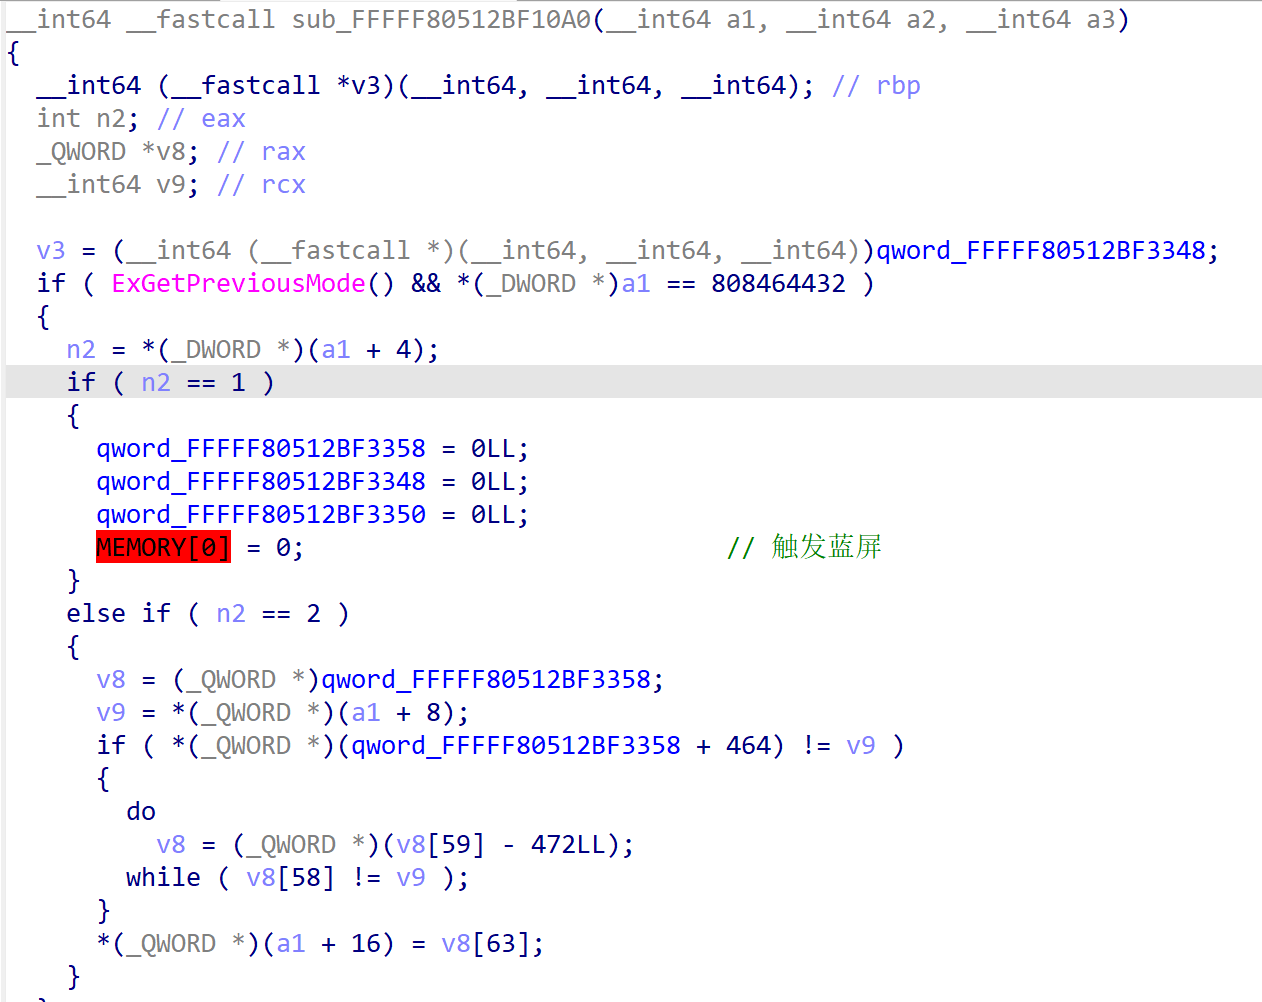 __int64 __fastcall sub_FFFFF80512BF10A0(__int64 a1, __int64 a2, __int64 a3)
{
  __int64 (__fastcall *v3)(__int64, __int64, __int64); // rbp
  int n2; // eax
  _QWORD *v8; // rax
  __int64 v9; // rcx

  v3 = (__int64 (__fastcall *)(__int64, __int64, __int64))qword_FFFFF80512BF3348;
  if ( ExGetPreviousMode() && *(_DWORD *)a1 == 808464432 )
  {
    n2 = *(_DWORD *)(a1 + 4);
    if ( n2 == 1 )
    {
      qword_FFFFF80512BF3358 = 0LL;
      qword_FFFFF80512BF3348 = 0LL;
      qword_FFFFF80512BF3350 = 0LL;
      MEMORY[0] = 0; // 触发蓝屏
    }
    else if ( n2 == 2 )
    {
      v8 = (_QWORD *)qword_FFFFF80512BF3358;
      v9 = *(_QWORD *)(a1 + 8);
      if ( *(_QWORD *)(qword_FFFFF80512BF3358 + 464) != v9 )
      {
        do
          v8 = (_QWORD *)(v8[59] - 472LL);
        while ( v8[58] != v9 );
      }
      *(_QWORD *)(a1 + 16) = v8[63];
    }